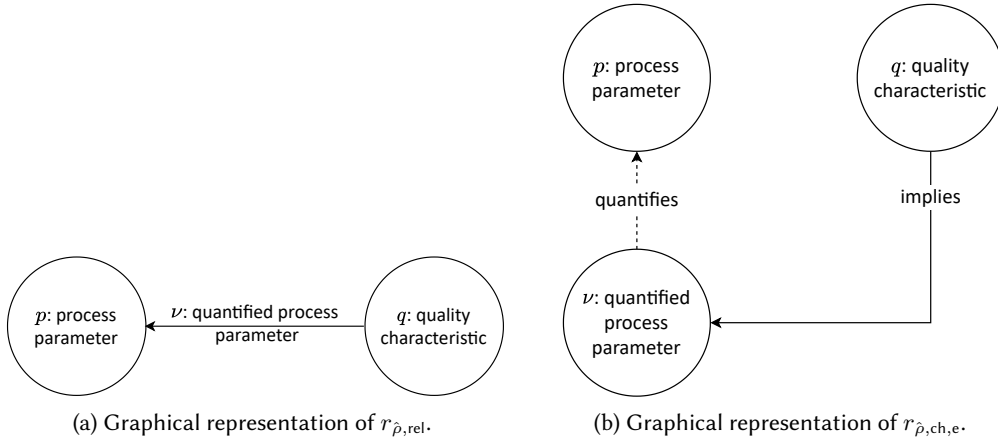 p: process
parameter
q: quality
characteristic
quantifies
implies
ν: quantified
process
parameter
p: process
parameter
ν: quantified process
parameter
q: quality
characteristic
(a) Graphical representation of r_{ρ̂,rel}.
(b) Graphical representation of r_{ρ̂,ch,e}.